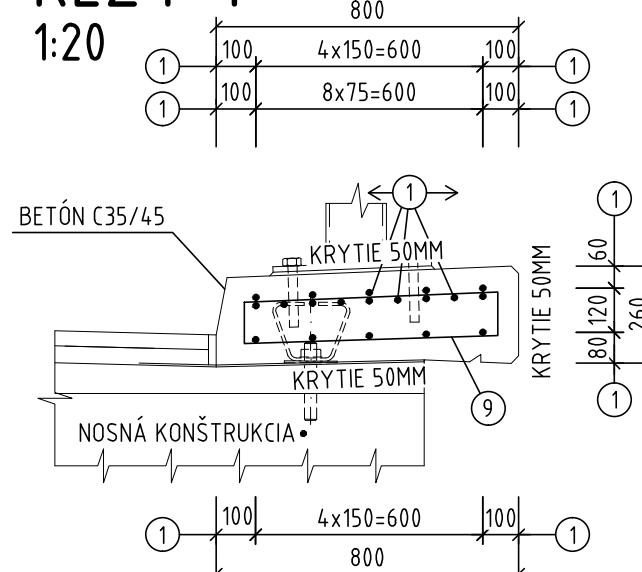 1:20
800
1 100 4x150=600 100 1
1 100 8x75=600 100 1
1
1
BETÓN C35/45
KRYTIE 50MM
KRYTIE 50MM
60
120
260
80
KRYTIE 50MM
9
1
NOSNÁ KONŠTRUKCIA
1 100 4x150=600 100 1
800